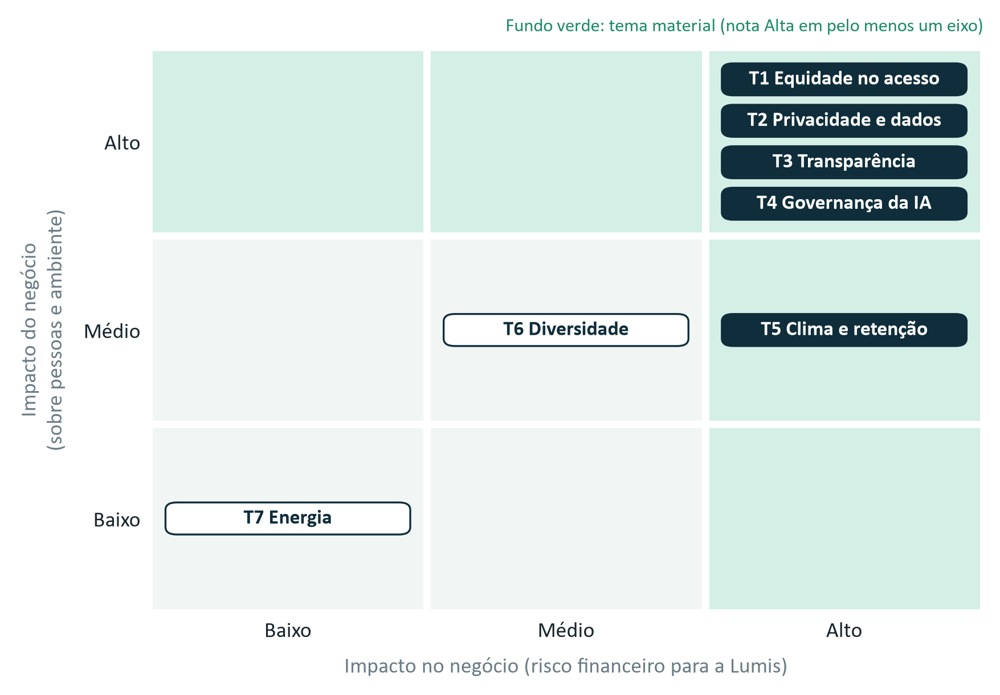 Fundo verde: tema material (nota Alta em pelo menos um eixo)
Impacto do negócio
(sobre pessoas e ambiente)
Alto
T1 Equidade no acesso
T2 Privacidade e dados
T3 Transparência
T4 Governança da IA
Médio
T6 Diversidade
T5 Clima e retenção
Baixo
T7 Energia
Baixo
Médio
Alto
Impacto no negócio (risco financeiro para a Lumis)